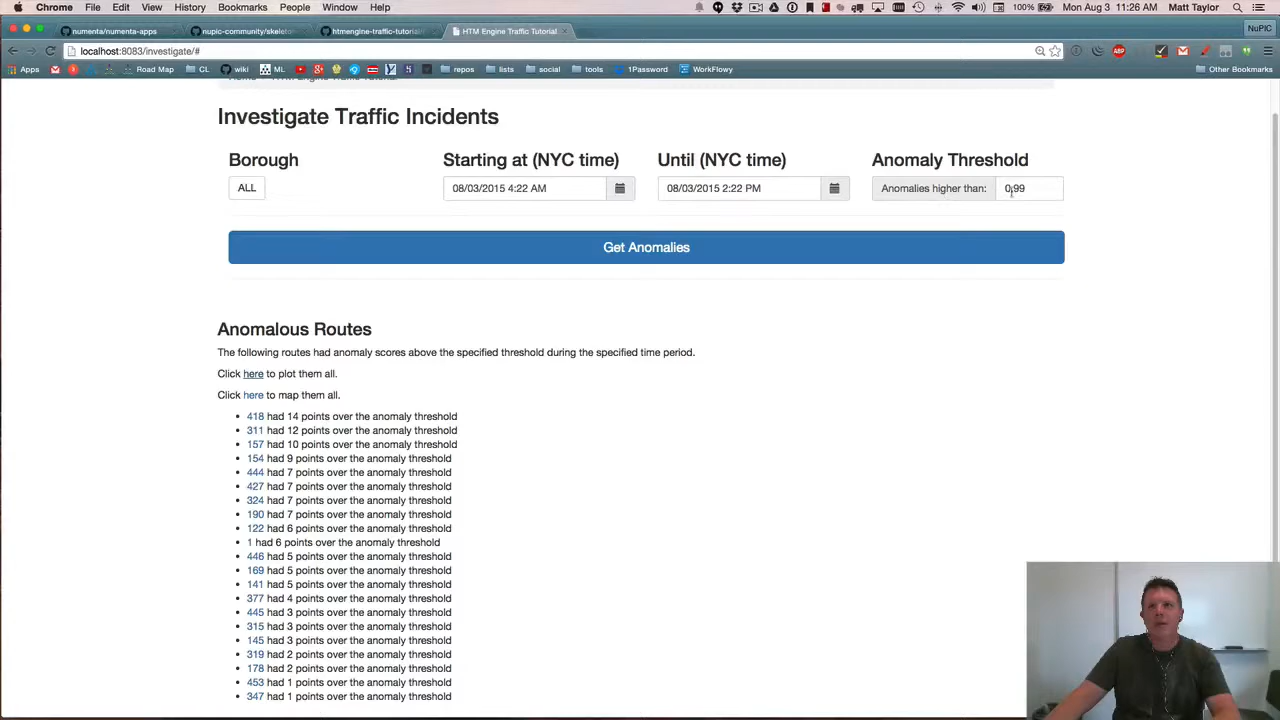 Chrome File Edit View History Bookmarks People Window Help 100% Mon Aug 3 11:26 AM Matt Taylor
numenta/numenta-apps nupic-community/skeleto htmengine-traffic-tutorial HTM Engine Traffic Tutorial NuPIC
localhost:8083/investigate/#
Apps Road Map CL wiki ML repos lists social tools 1Password WorkFlowy Other Bookmarks
Investigate Traffic Incidents
Borough Starting at (NYC time) Until (NYC time) Anomaly Threshold
ALL 08/03/2015 4:22 AM 08/03/2015 2:22 PM Anomalies higher than: 0.99
Get Anomalies
Anomalous Routes
The following routes had anomaly scores above the specified threshold during the specified time period.
Click here to plot them all.
Click here to map them all.
418 had 14 points over the anomaly threshold
311 had 12 points over the anomaly threshold
157 had 10 points over the anomaly threshold
154 had 9 points over the anomaly threshold
444 had 7 points over the anomaly threshold
427 had 7 points over the anomaly threshold
324 had 7 points over the anomaly threshold
190 had 7 points over the anomaly threshold
122 had 6 points over the anomaly threshold
1 had 6 points over the anomaly threshold
446 had 5 points over the anomaly threshold
169 had 5 points over the anomaly threshold
141 had 5 points over the anomaly threshold
377 had 4 points over the anomaly threshold
445 had 3 points over the anomaly threshold
315 had 3 points over the anomaly threshold
145 had 3 points over the anomaly threshold
319 had 2 points over the anomaly threshold
178 had 2 points over the anomaly threshold
453 had 1 points over the anomaly threshold
347 had 1 points over the anomaly threshold